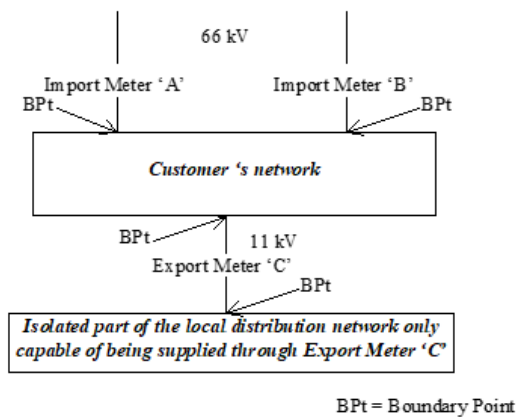 66 kV
Import Meter ‘A’ Import Meter ‘B’
BPt BPt
Customer ‘s network
BPt
11 kV
Export Meter ‘C’
BPt
Isolated part of the local distribution network only
capable of being supplied through Export Meter ‘C’
BPt = Boundary Point